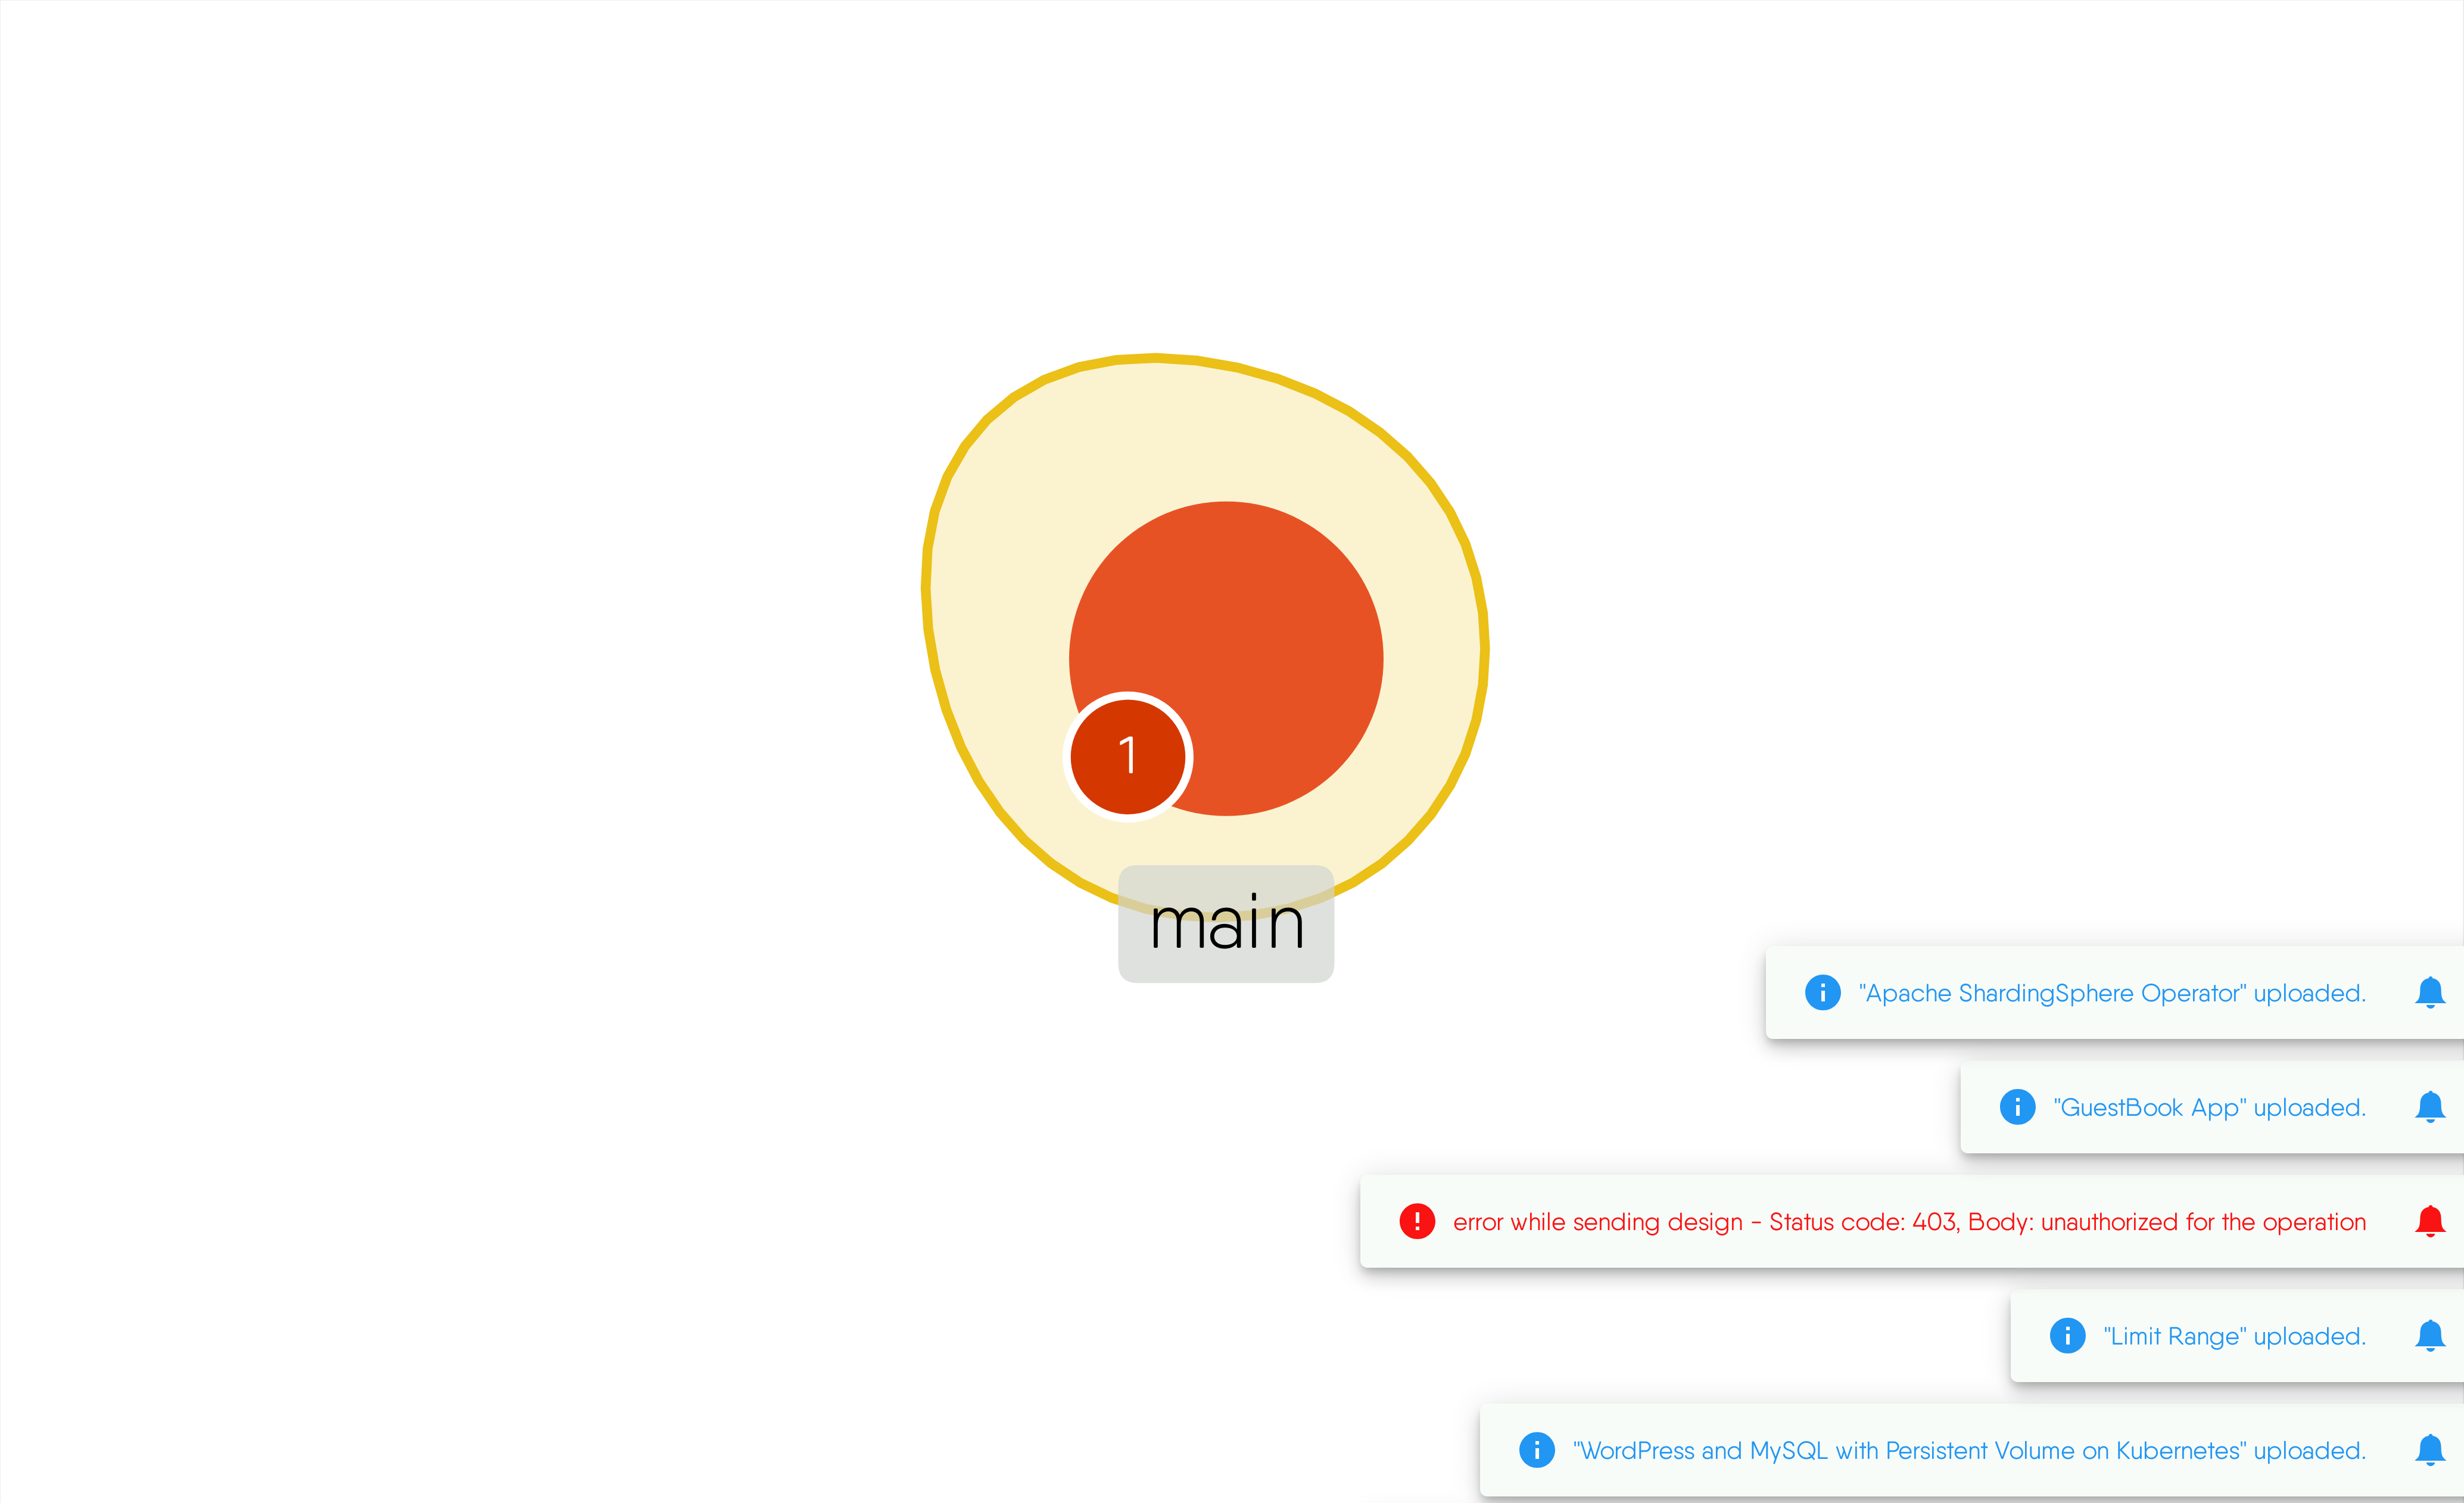 1
main
"Apache ShardingSphere Operator" uploaded.
"GuestBook App" uploaded.
error while sending design - Status code: 403, Body: unauthorized for the operation
"Limit Range" uploaded.
"WordPress and MySQL with Persistent Volume on Kubernetes" uploaded.